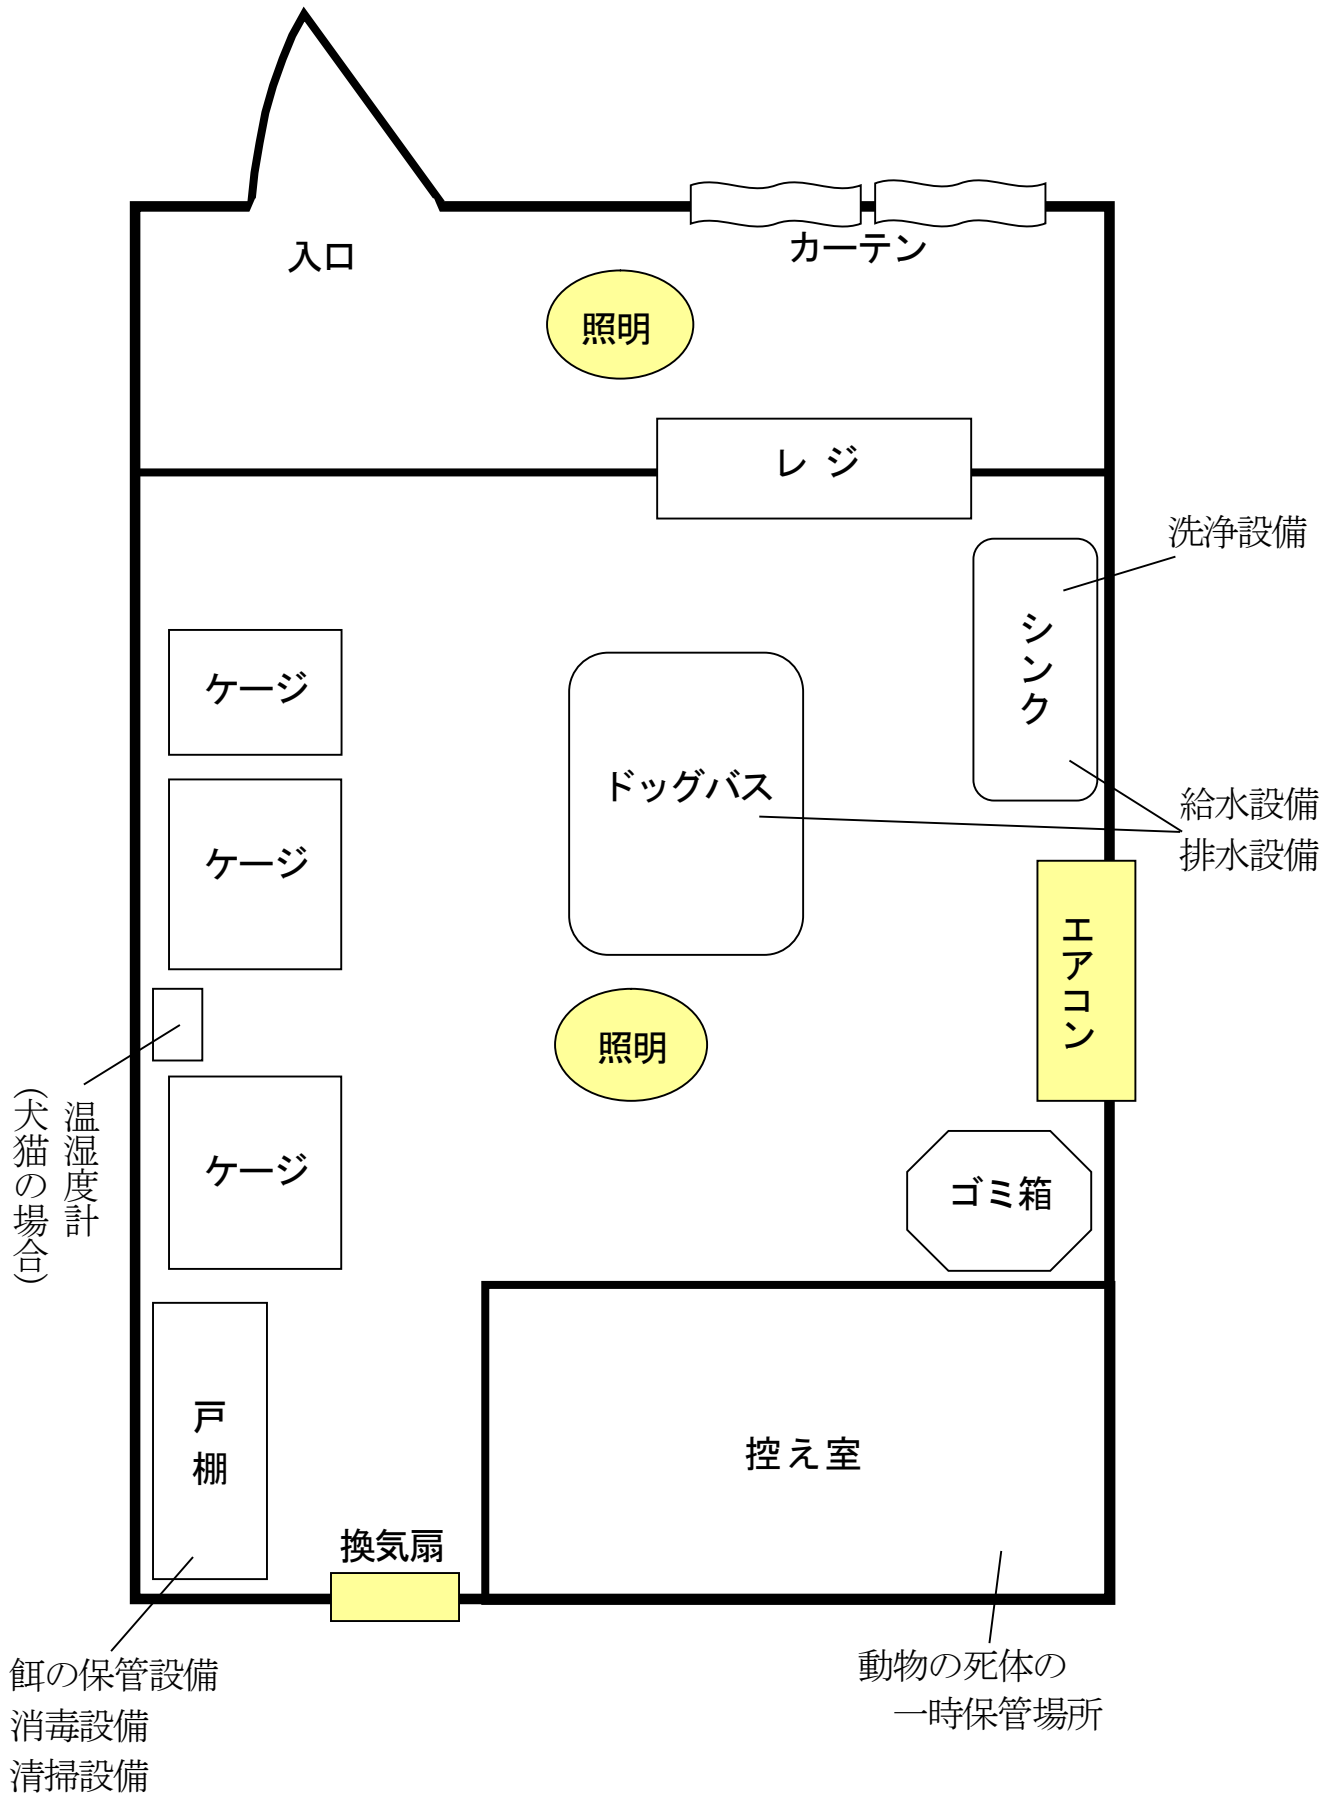 入口
カーテン
照明
レ ジ
洗浄設備
シンク
ケージ
ドッグバス
給水設備
排水設備
ケージ
エアコン
照明
温湿度計
（犬猫の場合）
ケージ
ゴミ箱
戸棚
控え室
換気扇
餌の保管設備
消毒設備
清掃設備
動物の死体の
一時保管場所